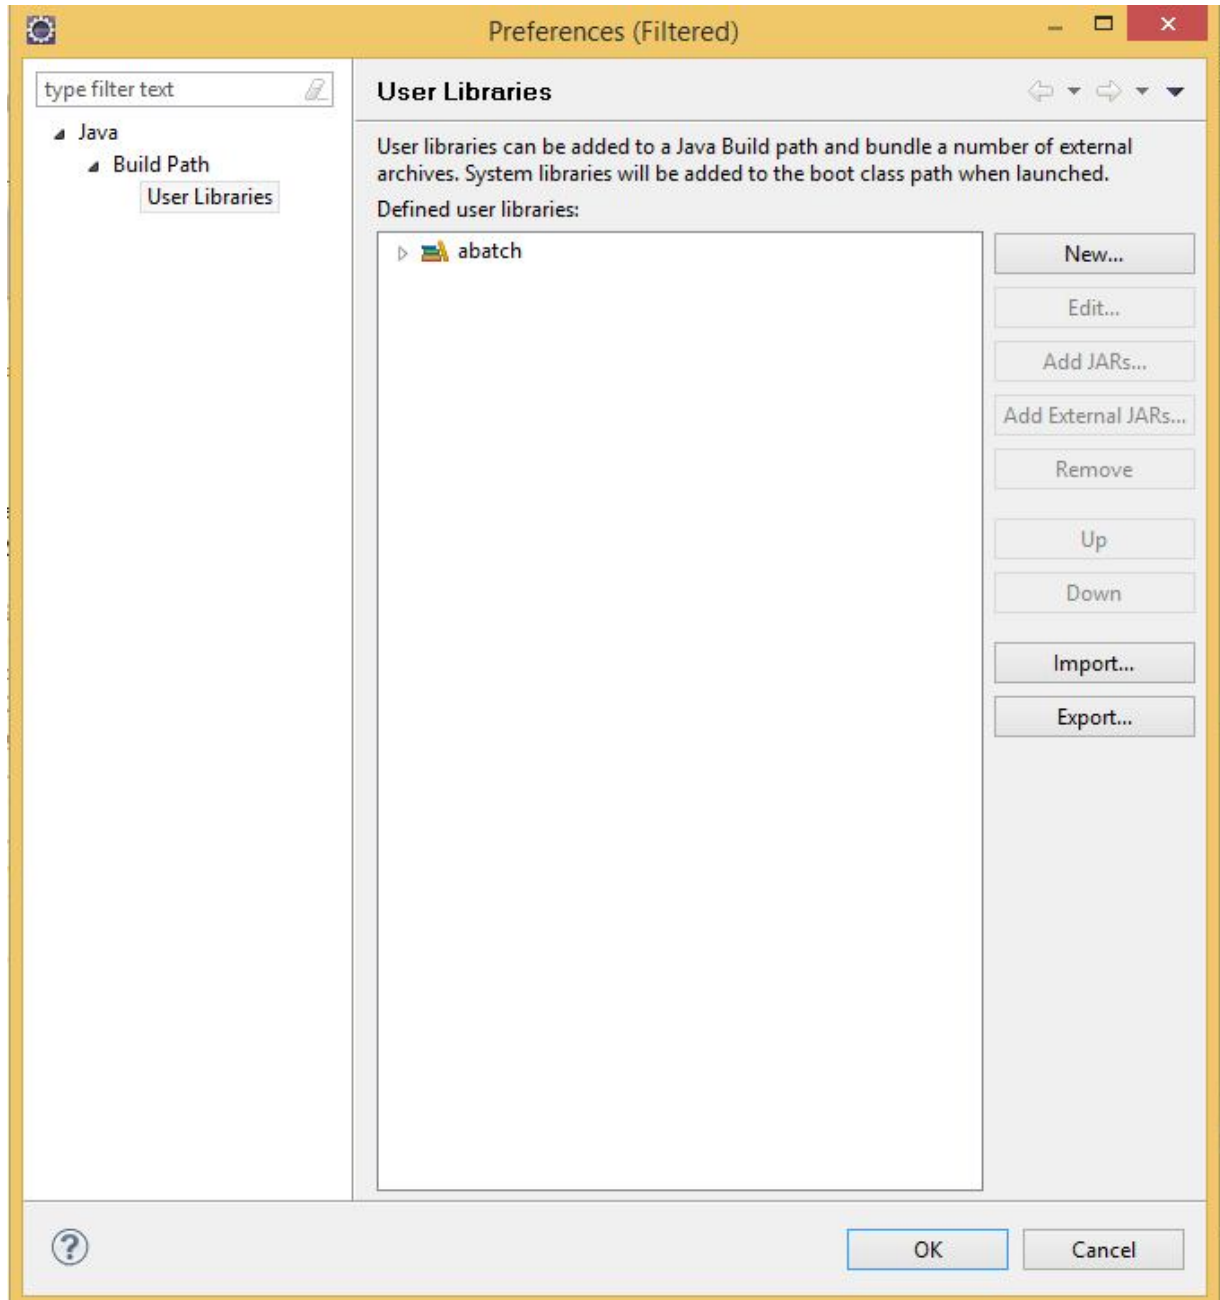 Preferences (Filtered)
type filter text
Java
Build Path
User Libraries
User Libraries
User libraries can be added to a Java Build path and bundle a number of external
archives. System libraries will be added to the boot class path when launched.
Defined user libraries:
abatch
New...
Edit...
Add JARs...
Add External JARs...
Remove
Up
Down
Import...
Export...
OK
Cancel